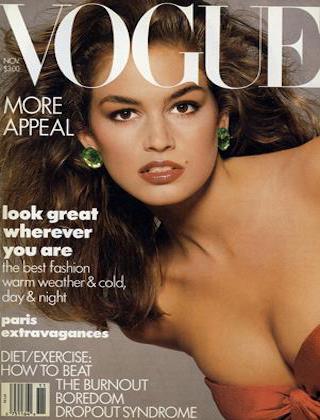 VOGUE
NOV.
$3.00
MORE
APPEAL
look great
wherever
you are
the best fashion
warm weather & cold,
day & night
paris
extravagances
DIET/EXERCISE:
HOW TO BEAT
THE BURNOUT
BOREDOM
DROPOUT SYNDROME